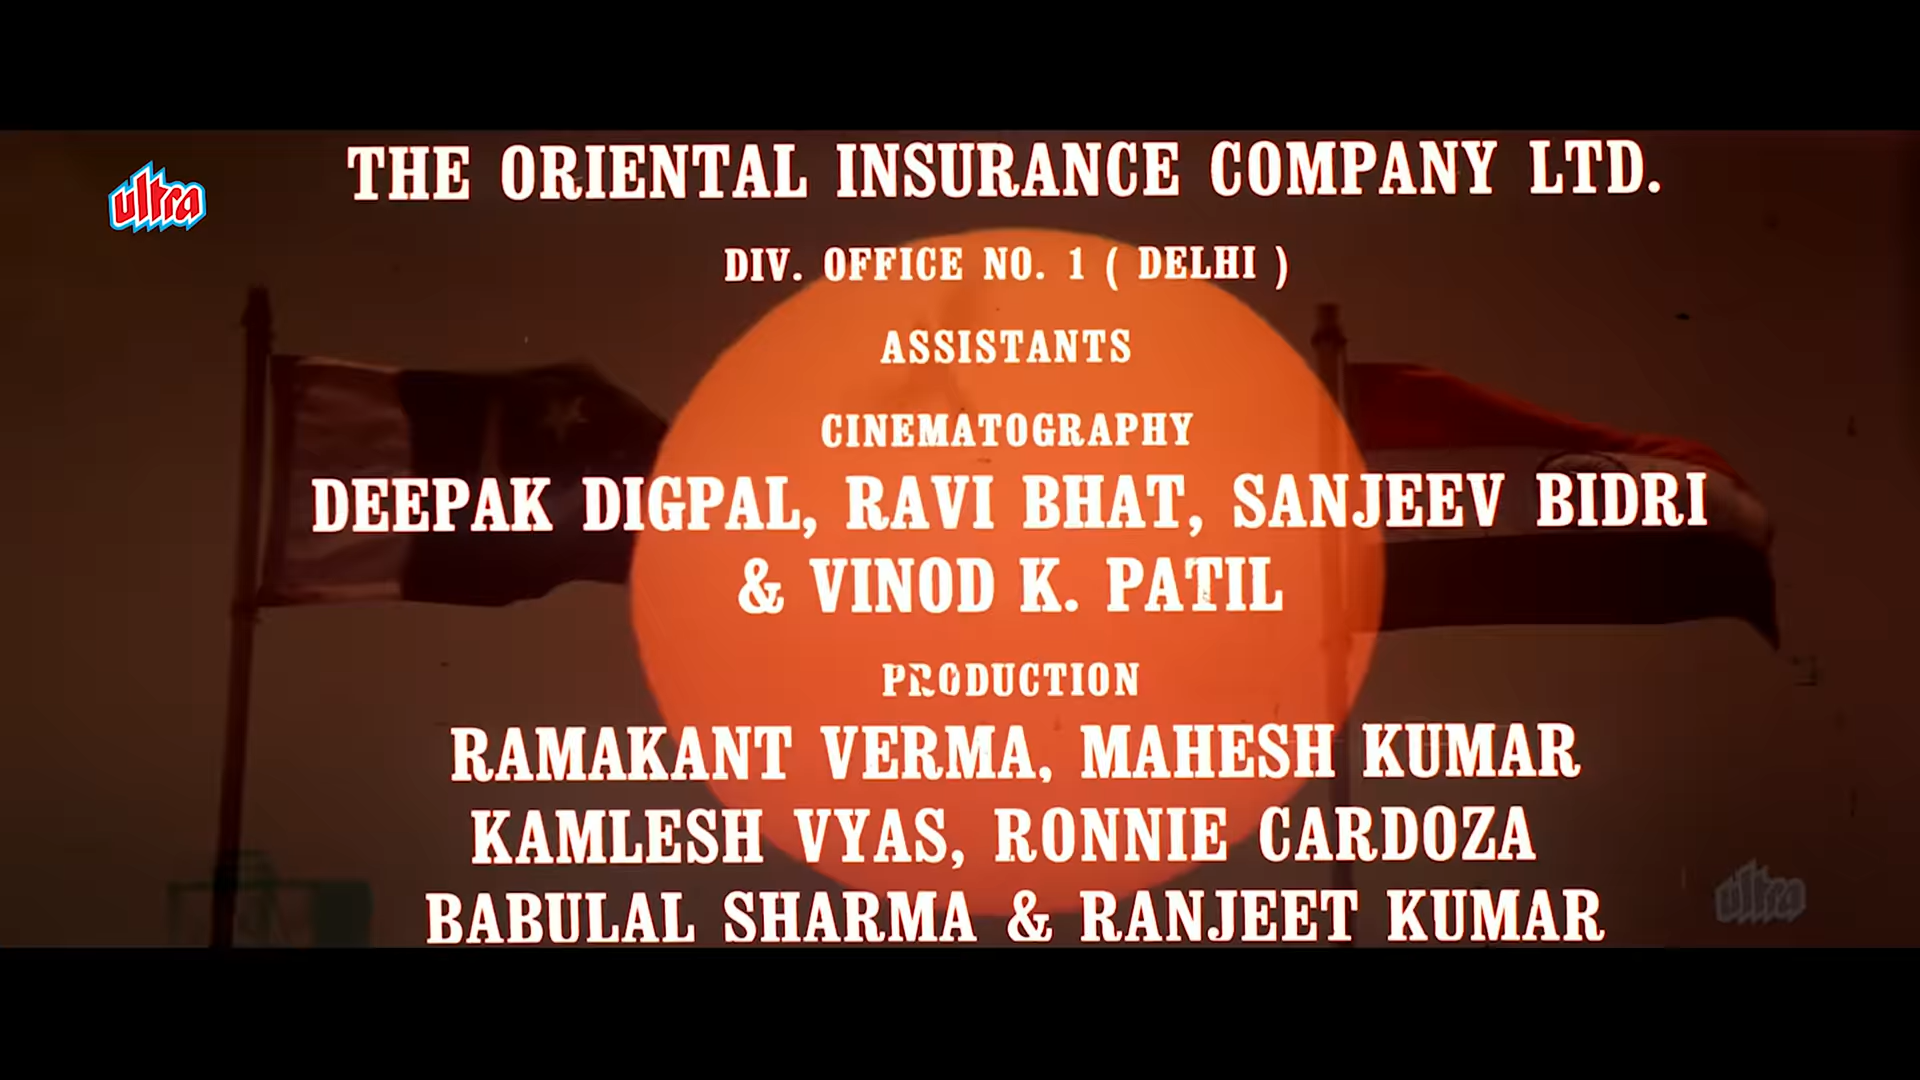 ultra
THE ORIENTAL INSURANCE COMPANY LTD.
DIV. OFFICE NO. 1 ( DELHI )
ASSISTANTS
CINEMATOGRAPHY
DEEPAK DIGPAL, RAVI BHAT, SANJEEV BIDRI
& VINOD K. PATIL
PRODUCTION
RAMAKANT VERMA, MAHESH KUMAR
KAMLESH VYAS, RONNIE CARDOZA
BABULAL SHARMA & RANJEET KUMAR
ultra